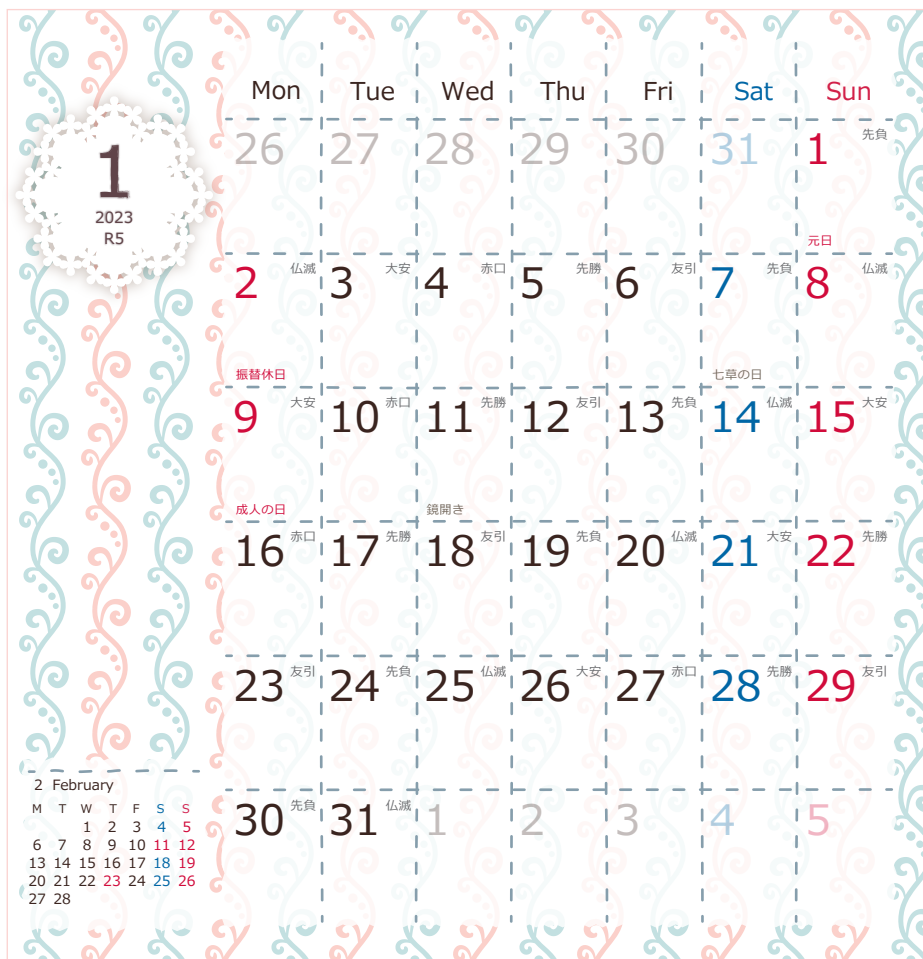 1
2023
R5
Mon Tue Wed Thu Fri Sat Sun
26 27 28 29 30 31 1 先負
元日
2 仏滅 3 大安 4 赤口 5 先勝 6 友引 7 先負 8 仏滅
振替休日 七草の日
9 大安 10 赤口 11 先勝 12 友引 13 先負 14 仏滅 15 大安
成人の日 鏡開き
16 赤口 17 先勝 18 友引 19 先負 20 仏滅 21 大安 22 先勝
23 友引 24 先負 25 仏滅 26 大安 27 赤口 28 先勝 29 友引
30 先負 31 仏滅 1 2 3 4 5
2 February
M T W T F S S
1 2 3 4 5
6 7 8 9 10 11 12
13 14 15 16 17 18 19
20 21 22 23 24 25 26
27 28